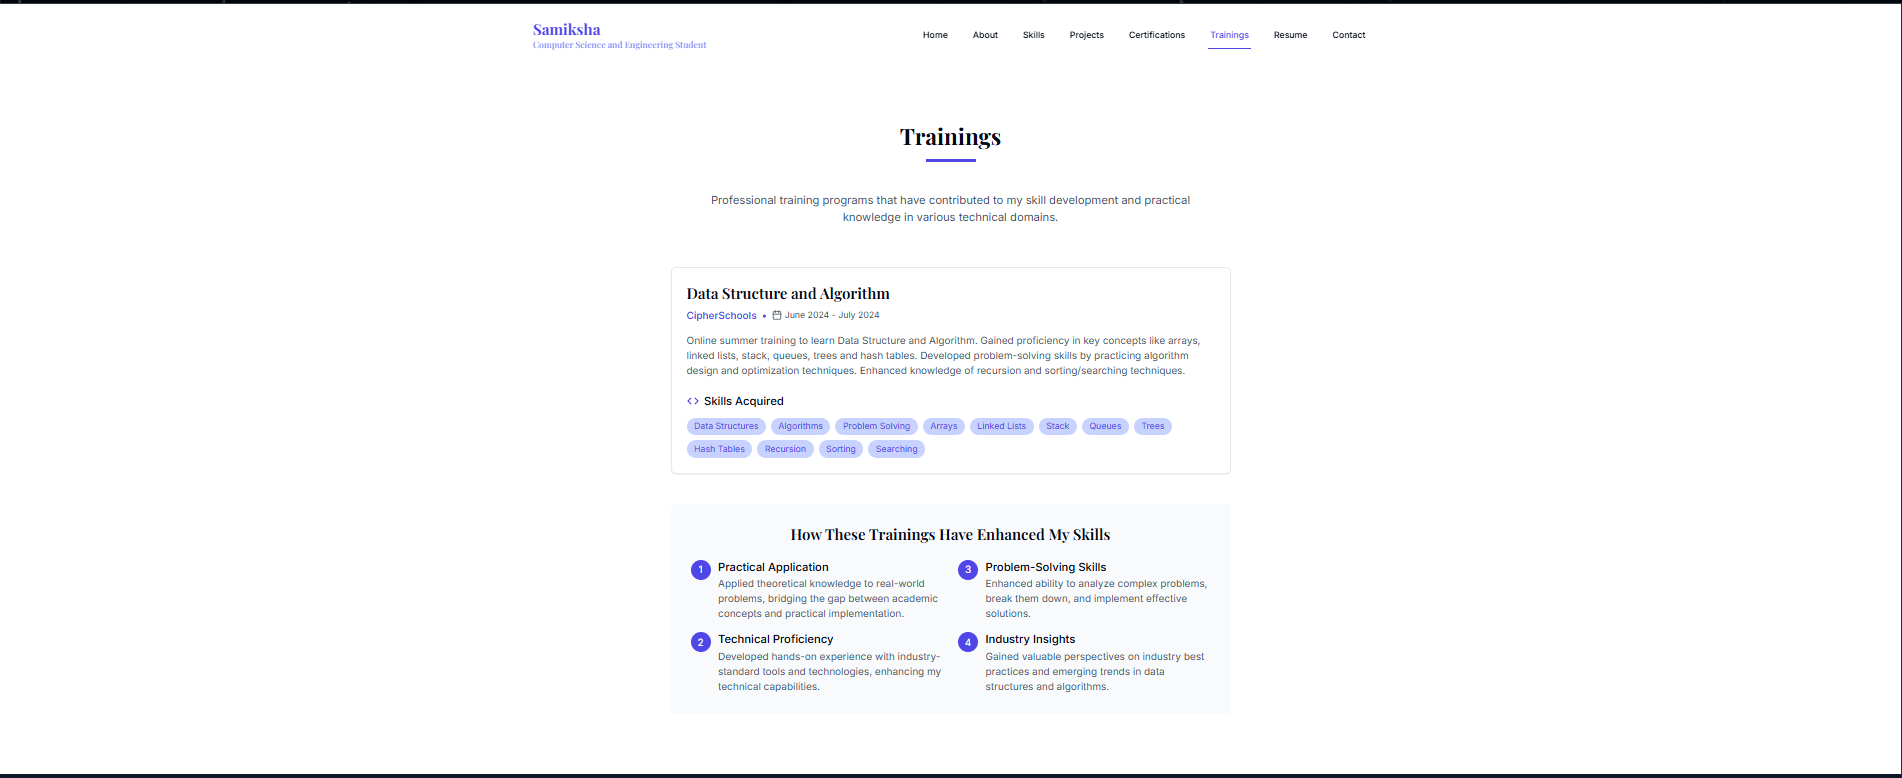 Samiksha
Computer Science and Engineering Student
Home About Skills Projects Certifications Trainings Resume Contact
Trainings
Professional training programs that have contributed to my skill development and practical
knowledge in various technical domains.
Data Structure and Algorithm
CipherSchools • June 2024 - July 2024
Online summer training to learn Data Structure and Algorithm. Gained proficiency in key concepts like arrays,
linked lists, stack, queues, trees and hash tables. Developed problem-solving skills by practicing algorithm
design and optimization techniques. Enhanced knowledge of recursion and sorting/searching techniques.
Skills Acquired
Data Structures Algorithms Problem Solving Arrays Linked Lists Stack Queues Trees
Hash Tables Recursion Sorting Searching
How These Trainings Have Enhanced My Skills
1 Practical Application
Applied theoretical knowledge to real-world
problems, bridging the gap between academic
concepts and practical implementation.
2 Technical Proficiency
Developed hands-on experience with industry-
standard tools and technologies, enhancing my
technical capabilities.
3 Problem-Solving Skills
Enhanced ability to analyze complex problems,
break them down, and implement effective
solutions.
4 Industry Insights
Gained valuable perspectives on industry best
practices and emerging trends in data
structures and algorithms.